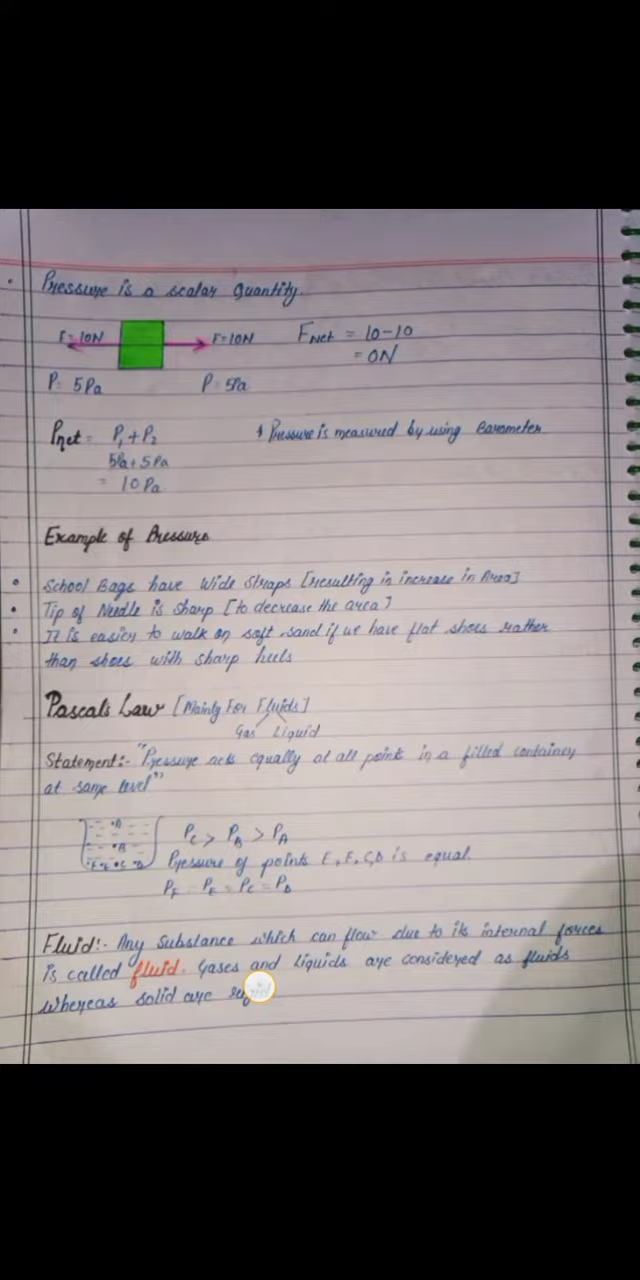 Pressure is a scalar Quantity.
F=10N F=10N FNet = 10-10
= 0N
P= 5Pa P= 5Pa
Pnet = P1+P2 * Pressure is measured by using Barometer
5Pa+5Pa
= 10Pa
Example of Pressure
School Bags have Wide Straps [resulting in increase in Area]
Tip of Needle is sharp [to decrease the area]
It is easier to walk on soft sand if we have flat shoes rather
than shoes with sharp heels
Pascals Law [Mainly For Fluids]
Gas Liquid
Statement:- "Pressure acts equally at all point in a filled container
at same level"
A
B
F E C D
PC > PB > PA
Pressure of points F, E, C, D is equal.
PF = PE = PC = PD
Fluid:- Any Substance which can flow due to its internal forces
is called fluid. Gases and Liquids are considered as fluids
whereas solid are